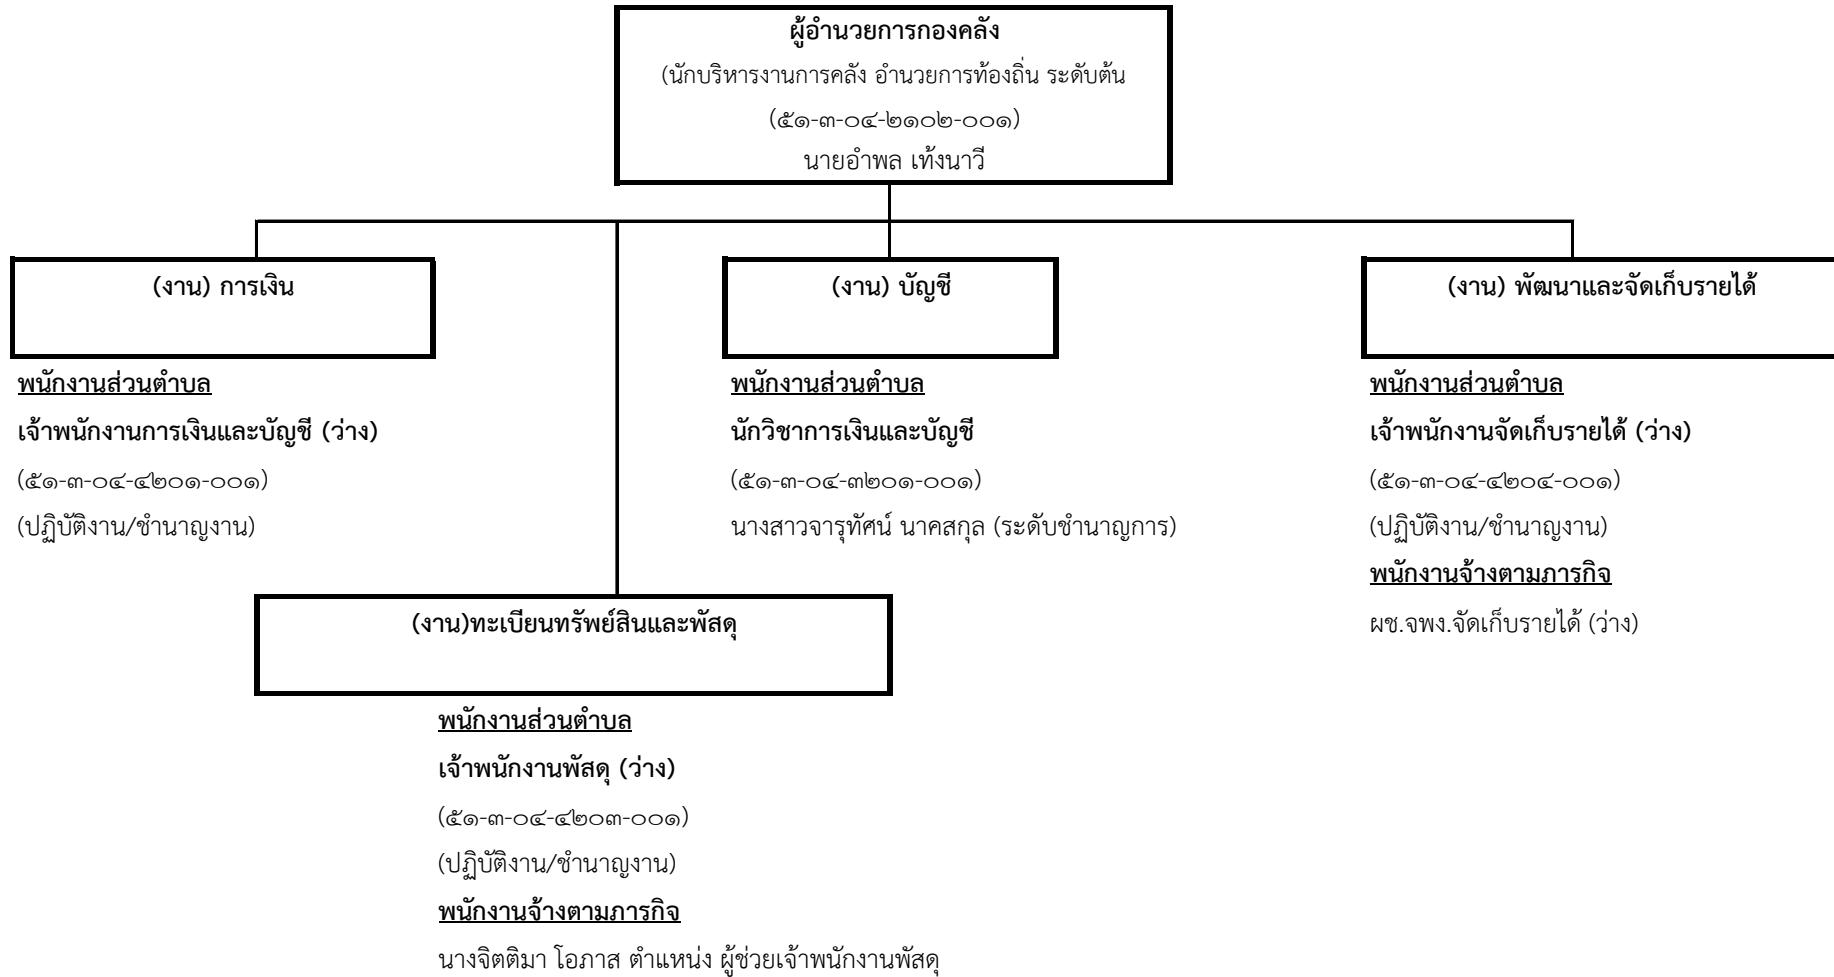 ผู้อำนวยการกองคลัง
(นักบริหารงานการคลัง อำนวยการท้องถิ่น ระดับต้น
(๕๑-๓-๐๔-๒๑๐๒-๐๐๑)
นายอำพล เท้งนาวี
(งาน) การเงิน
พนักงานส่วนตำบล
เจ้าพนักงานการเงินและบัญชี (ว่าง)
(๕๑-๓-๐๔-๔๒๐๑-๐๐๑)
(ปฏิบัติงาน/ชำนาญงาน)
(งาน) บัญชี
พนักงานส่วนตำบล
นักวิชาการเงินและบัญชี
(๕๑-๓-๐๔-๓๒๐๑-๐๐๑)
นางสาวจารุทัศน์ นาคสกุล (ระดับชำนาญการ)
(งาน) พัฒนาและจัดเก็บรายได้
พนักงานส่วนตำบล
เจ้าพนักงานจัดเก็บรายได้ (ว่าง)
(๕๑-๓-๐๔-๔๒๐๔-๐๐๑)
(ปฏิบัติงาน/ชำนาญงาน)
พนักงานจ้างตามภารกิจ
ผช.จพง.จัดเก็บรายได้ (ว่าง)
(งาน)ทะเบียนทรัพย์สินและพัสดุ
พนักงานส่วนตำบล
เจ้าพนักงานพัสดุ (ว่าง)
(๕๑-๓-๐๔-๔๒๐๓-๐๐๑)
(ปฏิบัติงาน/ชำนาญงาน)
พนักงานจ้างตามภารกิจ
นางจิตติมา โอภาส ตำแหน่ง ผู้ช่วยเจ้าพนักงานพัสดุ